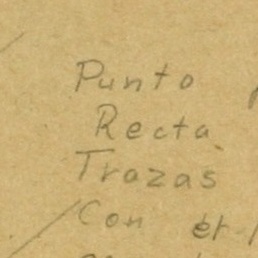 Punto
Recta
Trazas
Con el